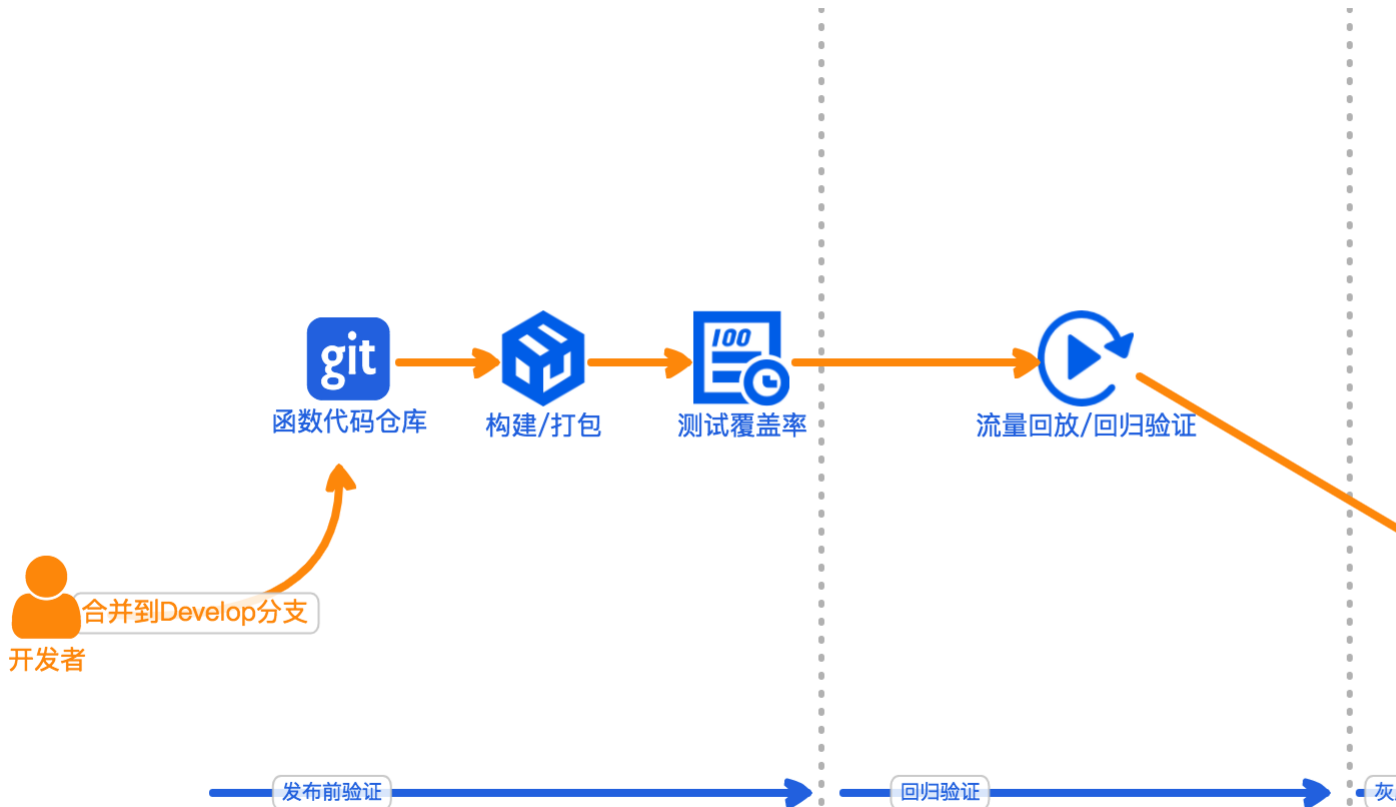 git
100
函数代码仓库
构建/打包
测试覆盖率
流量回放/回归验证
合并到Develop分支
开发者
发布前验证
回归验证